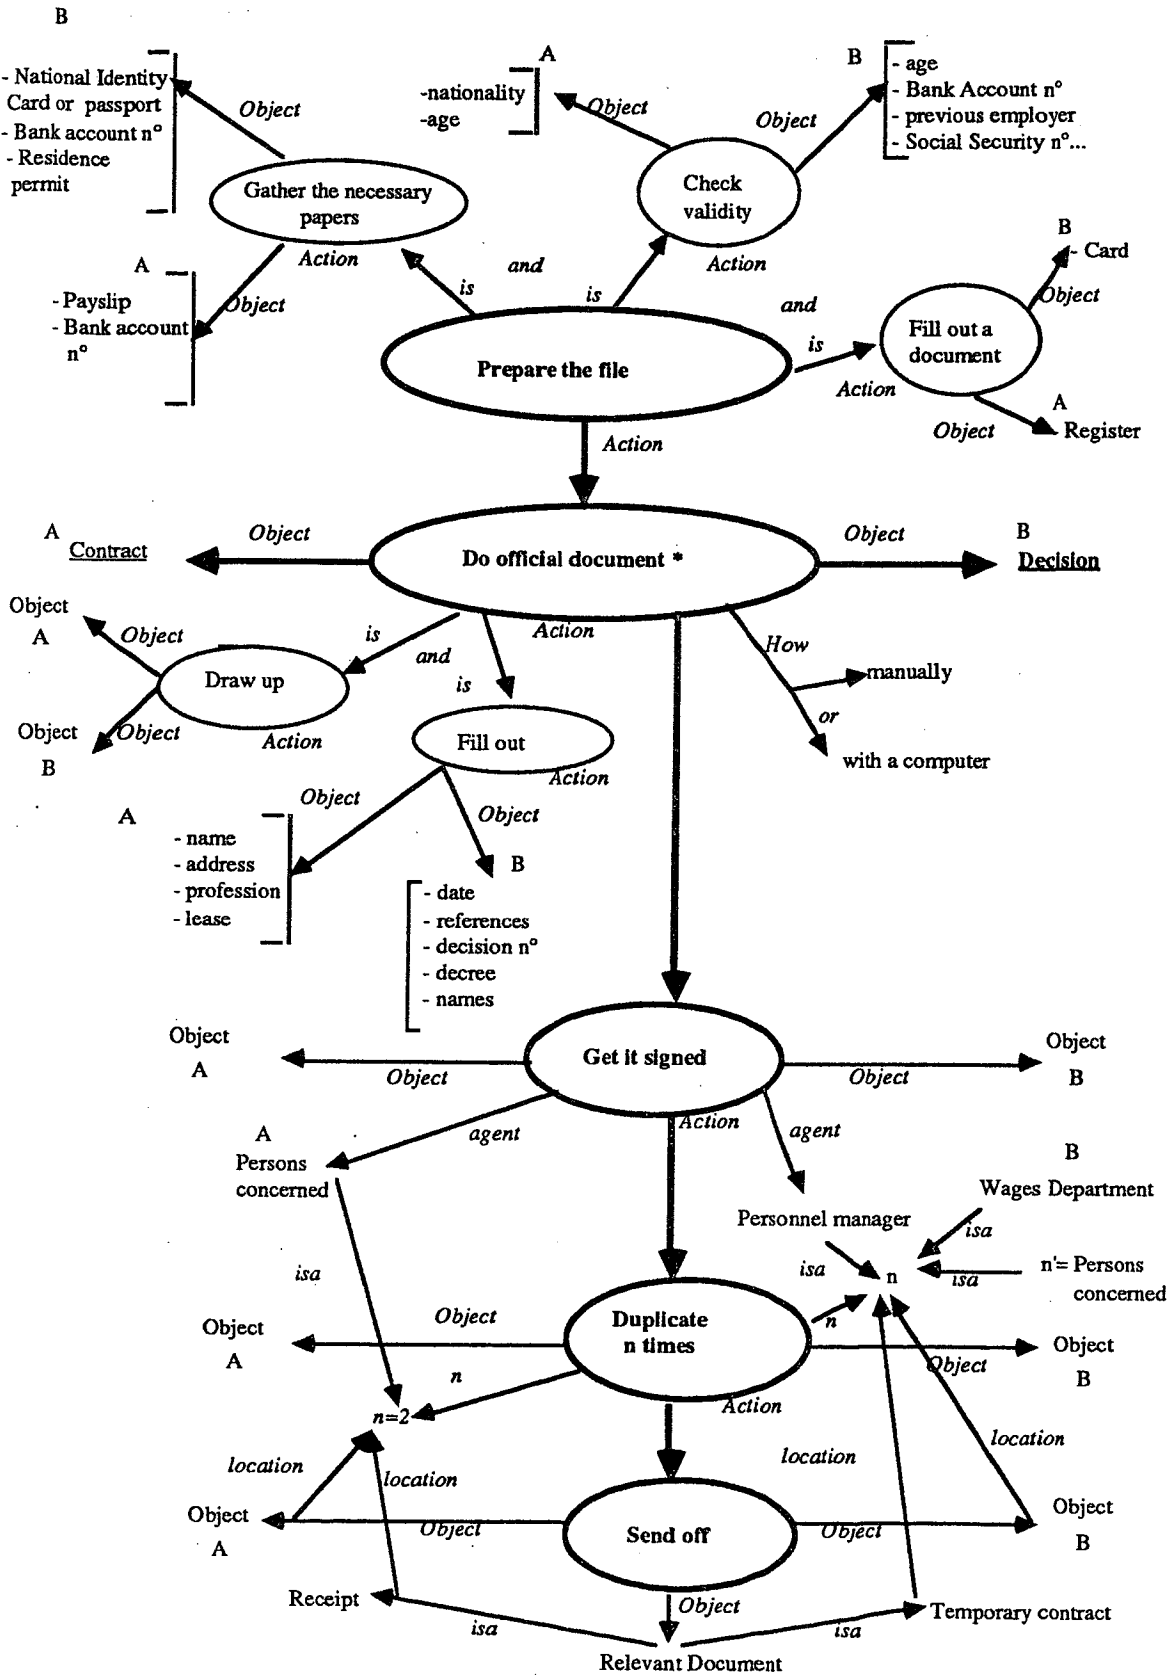 B
- National Identity
Card or passport
- Bank account n°
- Residence
permit
Object
A
-nationality
-age
Object
Object
B
- age
- Bank Account n°
- previous employer
- Social Security n°...
Gather the necessary
papers
Action
Check
validity
Action
A
- Payslip
- Bank account
n°
Object
is
and
is
and
is
B
- Card
Object
Fill out a
document
Action
Object
A
Register
Prepare the file
Action
A
Contract
Object
Do official document *
Action
Object
B
Decision
Object
A
Object
Draw up
Action
Object
B
Object
is
and
is
Fill out
Action
How
manually
or
with a computer
A
- name
- address
- profession
- lease
Object
Object
B
- date
- references
- decision n°
- decree
- names
Object
A
Object
Get it signed
Action
Object
Object
B
A
Persons
concerned
agent
agent
Personnel manager
B
Wages Department
isa
isa
n
isa
n'= Persons
concerned
isa
Object
A
Object
Duplicate
n times
Action
n
Object
Object
B
n
n=2
location
location
location
location
Object
A
Object
Send off
Object
Object
B
Receipt
isa
Object
isa
Temporary contract
Relevant Document